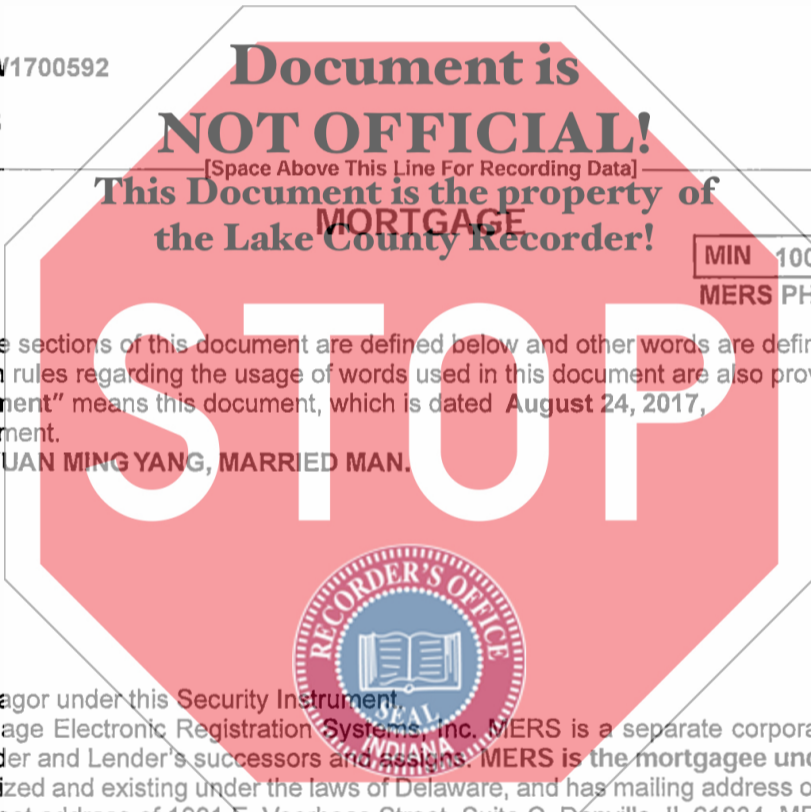 1700592
Document is
NOT OFFICIAL!
[Space Above This Line For Recording Data]
This Document is the property of
MORTGAGE
the Lake County Recorder!
MIN 100
MERS PH
STOP
e sections of this document are defined below and other words are defin
rules regarding the usage of words used in this document are also prov
ment” means this document, which is dated August 24, 2017,
ment.
UAN MING YANG, MARRIED MAN.
RECORDER'S OFFICE
SEAL
INDIANA
agor under this Security Instrument.
age Electronic Registration Systems, Inc. MERS is a separate corpora
der and Lender's successors and assigns. MERS is the mortgagee und
ized and existing under the laws of Delaware, and has mailing address o